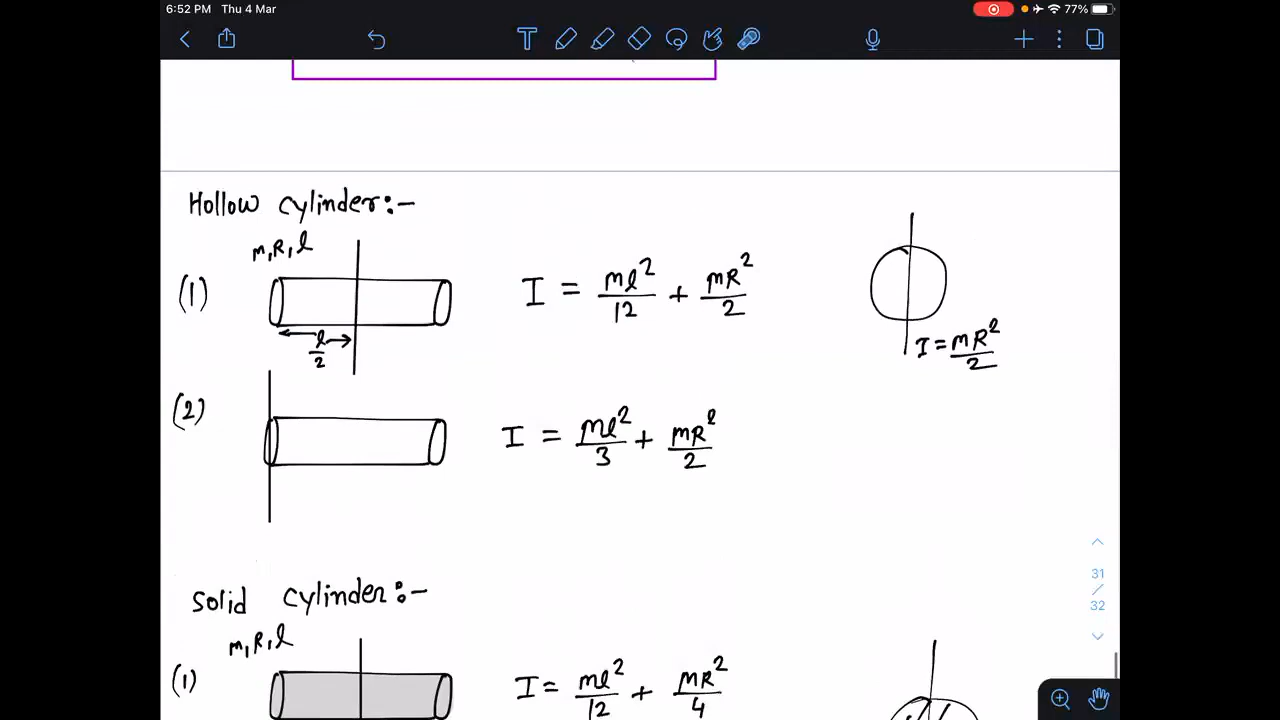 6:52 PM Thu 4 Mar 77%
T
Hollow cylinder:-
m,R,l
(1) I = ml²/12 + mR²/2
l/2
I = mR²/2
(2) I = ml²/3 + mR²/2
31
/
32
Solid cylinder:-
m,R,l
(1) I = ml²/12 + mR²/4